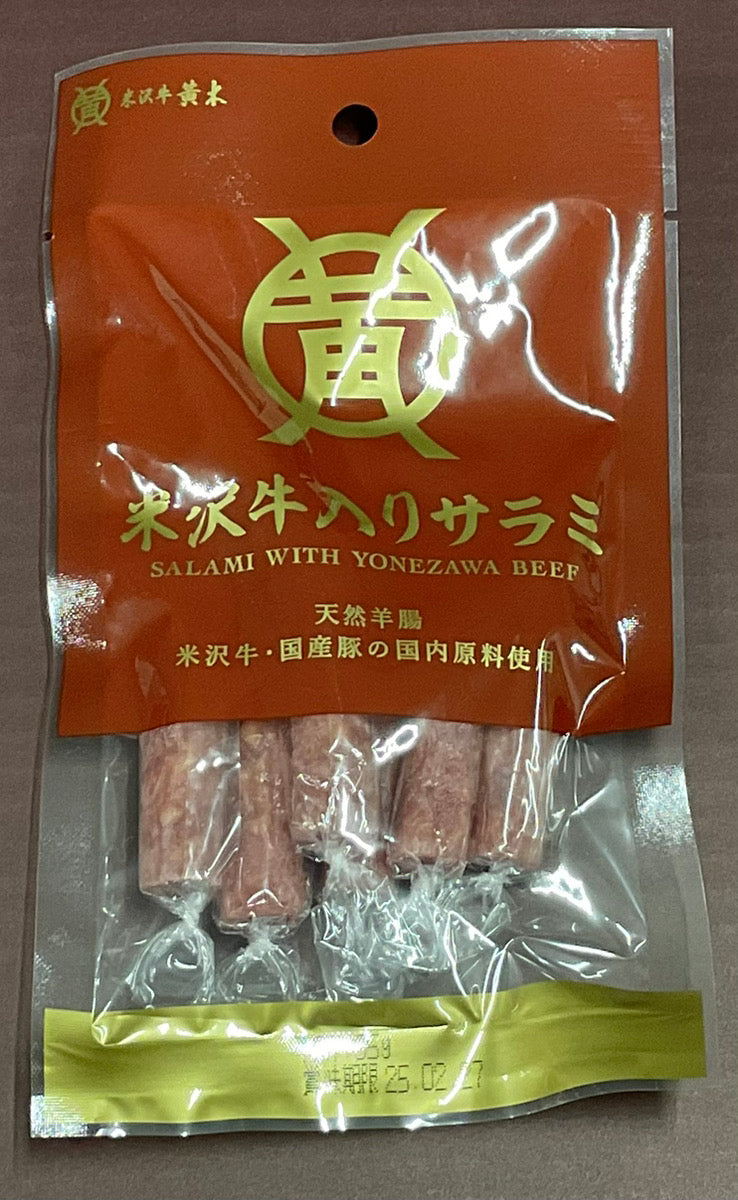 米沢牛黄木
黄
米沢牛入りサラミ
SALAMI WITH YONEZAWA BEEF
天然羊腸
米沢牛・国産豚の国内原料使用
賞味期限 25.02.27